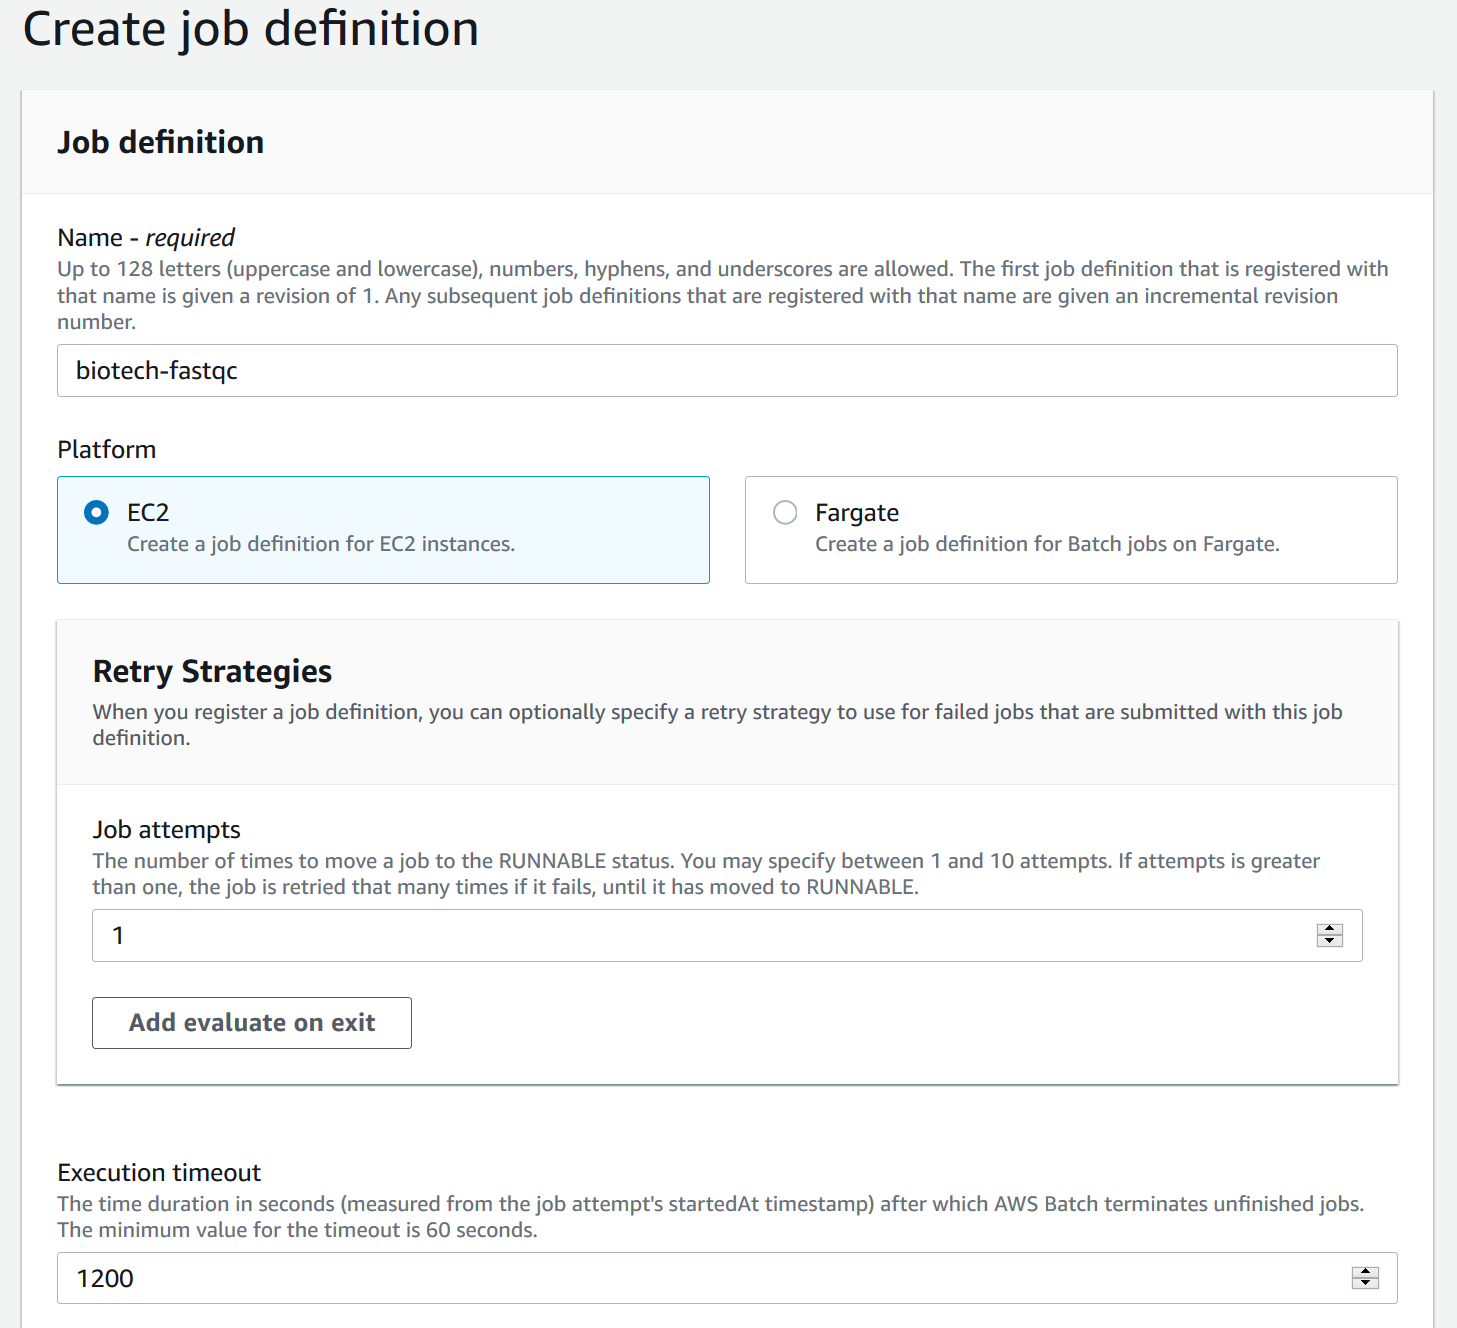 Create job definition
Job definition
Name - required
Up to 128 letters (uppercase and lowercase), numbers, hyphens, and underscores are allowed. The first job definition that is registered with
that name is given a revision of 1. Any subsequent job definitions that are registered with that name are given an incremental revision
number.
biotech-fastqc
Platform
EC2
Create a job definition for EC2 instances.
Fargate
Create a job definition for Batch jobs on Fargate.
Retry Strategies
When you register a job definition, you can optionally specify a retry strategy to use for failed jobs that are submitted with this job
definition.
Job attempts
The number of times to move a job to the RUNNABLE status. You may specify between 1 and 10 attempts. If attempts is greater
than one, the job is retried that many times if it fails, until it has moved to RUNNABLE.
1
Add evaluate on exit
Execution timeout
The time duration in seconds (measured from the job attempt's startedAt timestamp) after which AWS Batch terminates unfinished jobs.
The minimum value for the timeout is 60 seconds.
1200